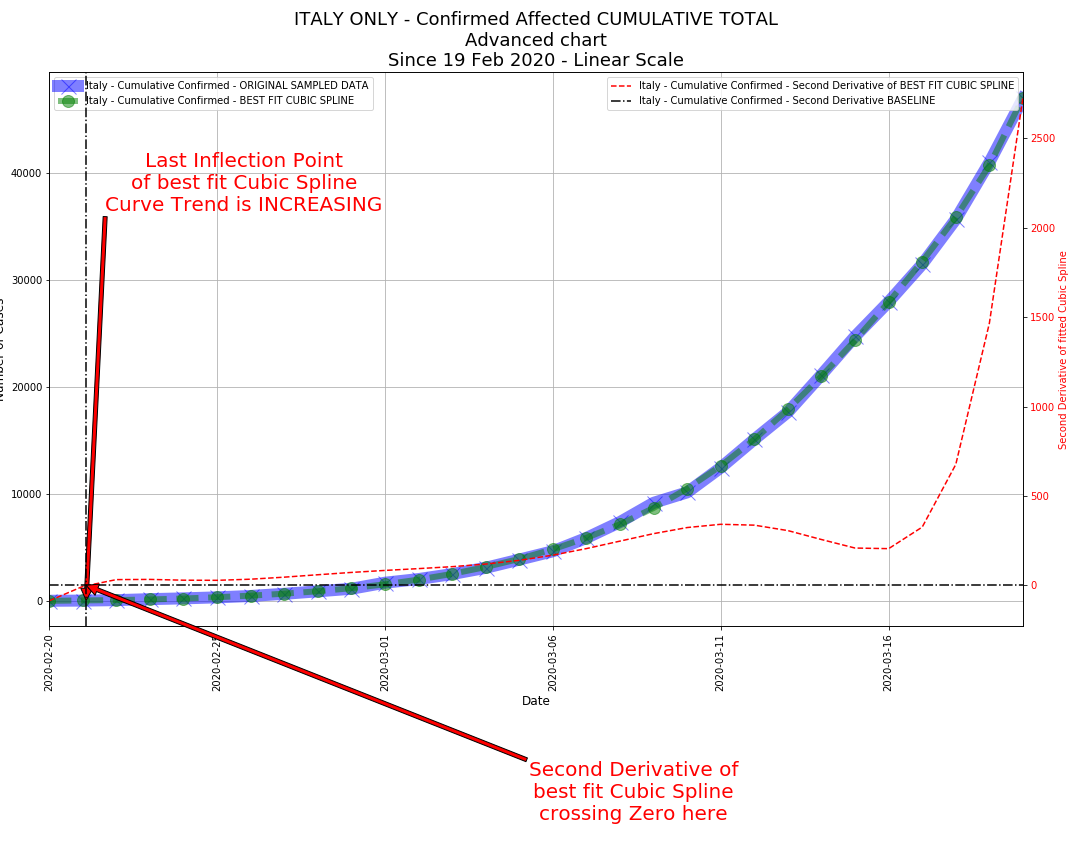 ITALY ONLY - Confirmed Affected CUMULATIVE TOTAL
Advanced chart
Since 19 Feb 2020 - Linear Scale
Italy - Cumulative Confirmed - ORIGINAL SAMPLED DATA
Italy - Cumulative Confirmed - BEST FIT CUBIC SPLINE
Italy - Cumulative Confirmed - Second Derivative of BEST FIT CUBIC SPLINE
Italy - Cumulative Confirmed - Second Derivative BASELINE
Last Inflection Point
of best fit Cubic Spline
Curve Trend is INCREASING
40000
30000
20000
10000
0
Number of Cases
2500
2000
1500
1000
500
0
Second Derivative of fitted Cubic Spline
2020-02-20
2020-02-25
2020-03-01
2020-03-06
2020-03-11
2020-03-16
Date
Second Derivative of
best fit Cubic Spline
crossing Zero here